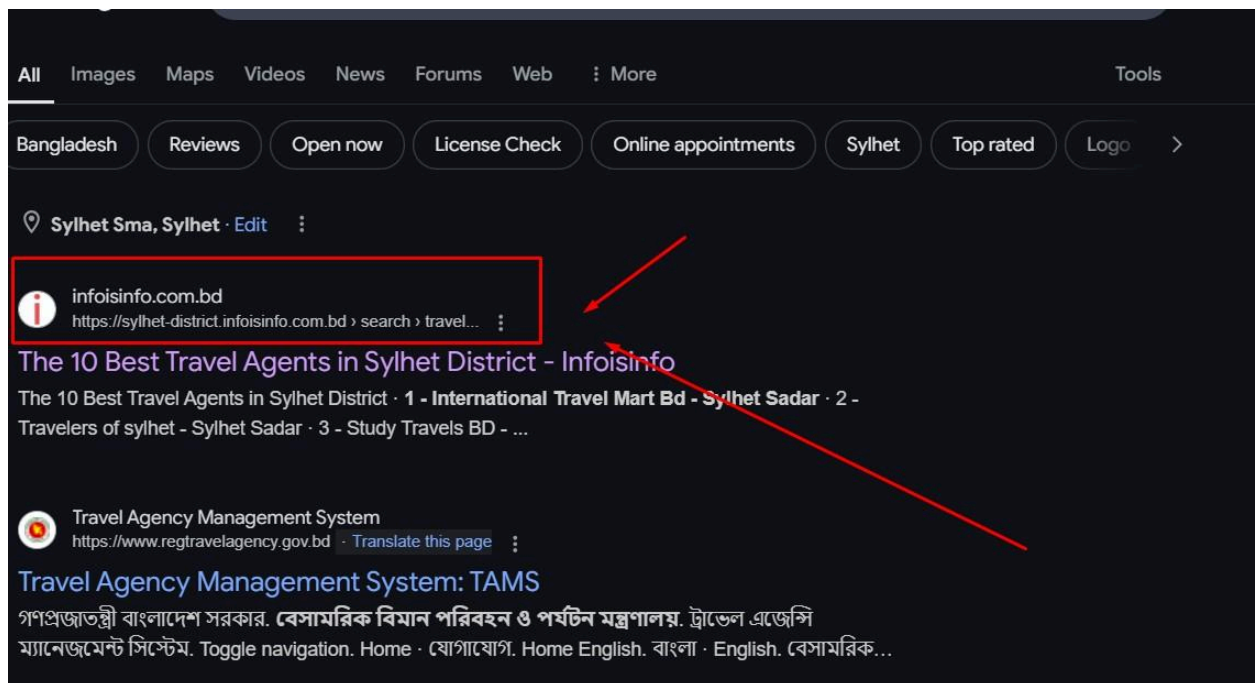 All Images Maps Videos News Forums Web More Tools
Bangladesh Reviews Open now License Check Online appointments Sylhet Top rated Logo
Sylhet Sma, Sylhet · Edit
infoisinfo.com.bd
https://sylhet-district.infoisinfo.com.bd › search › travel...
The 10 Best Travel Agents in Sylhet District - Infoisinfo
The 10 Best Travel Agents in Sylhet District · 1 - International Travel Mart Bd - Sylhet Sadar · 2 -
Travelers of sylhet - Sylhet Sadar · 3 - Study Travels BD - ...
Travel Agency Management System
https://www.regtravelagency.gov.bd · Translate this page
Travel Agency Management System: TAMS
গণপ্রজাতন্ত্রী বাংলাদেশ সরকার. বেসামরিক বিমান পরিবহন ও পর্যটন মন্ত্রণালয়. ট্রাভেল এজেন্সি
ম্যানেজমেন্ট সিস্টেম. Toggle navigation. Home · যোগাযোগ. Home English. বাংলা · English. বেসামরিক...